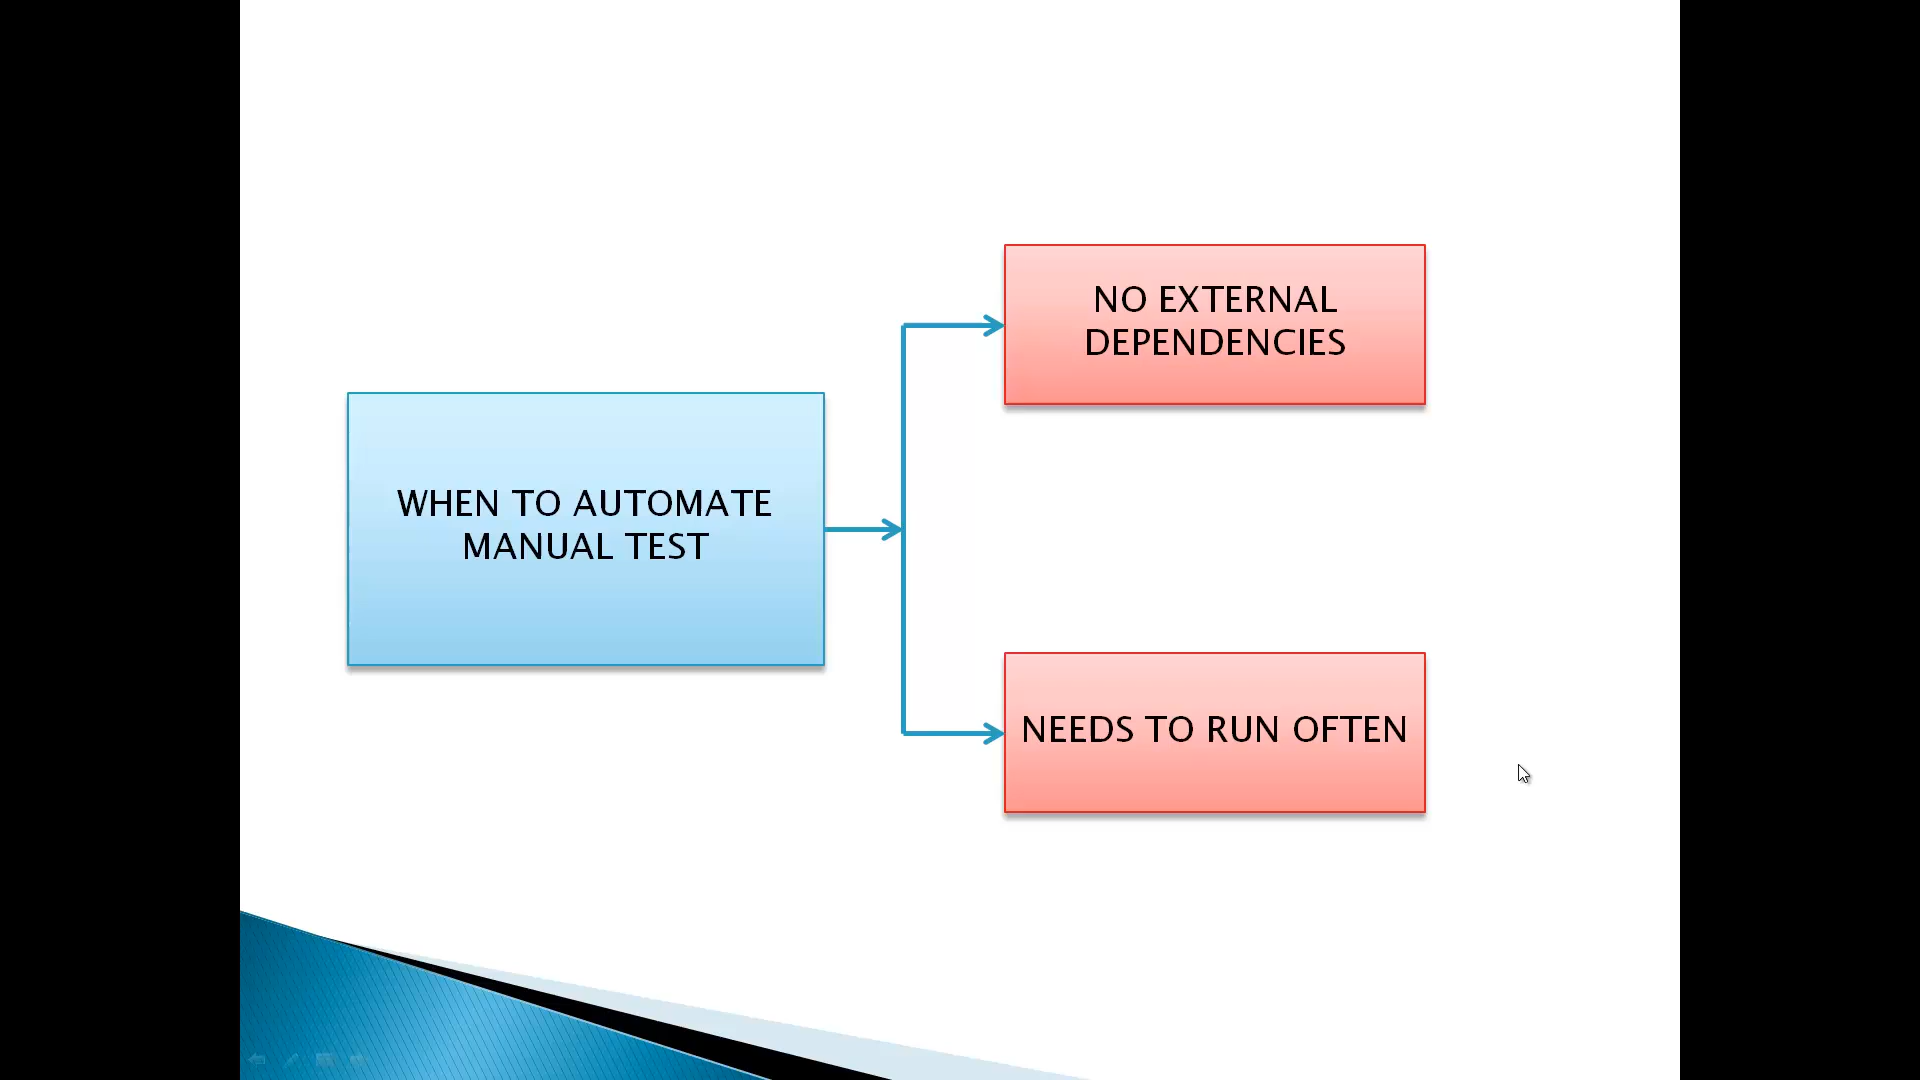 NO EXTERNAL
DEPENDENCIES
WHEN TO AUTOMATE
MANUAL TEST
NEEDS TO RUN OFTEN